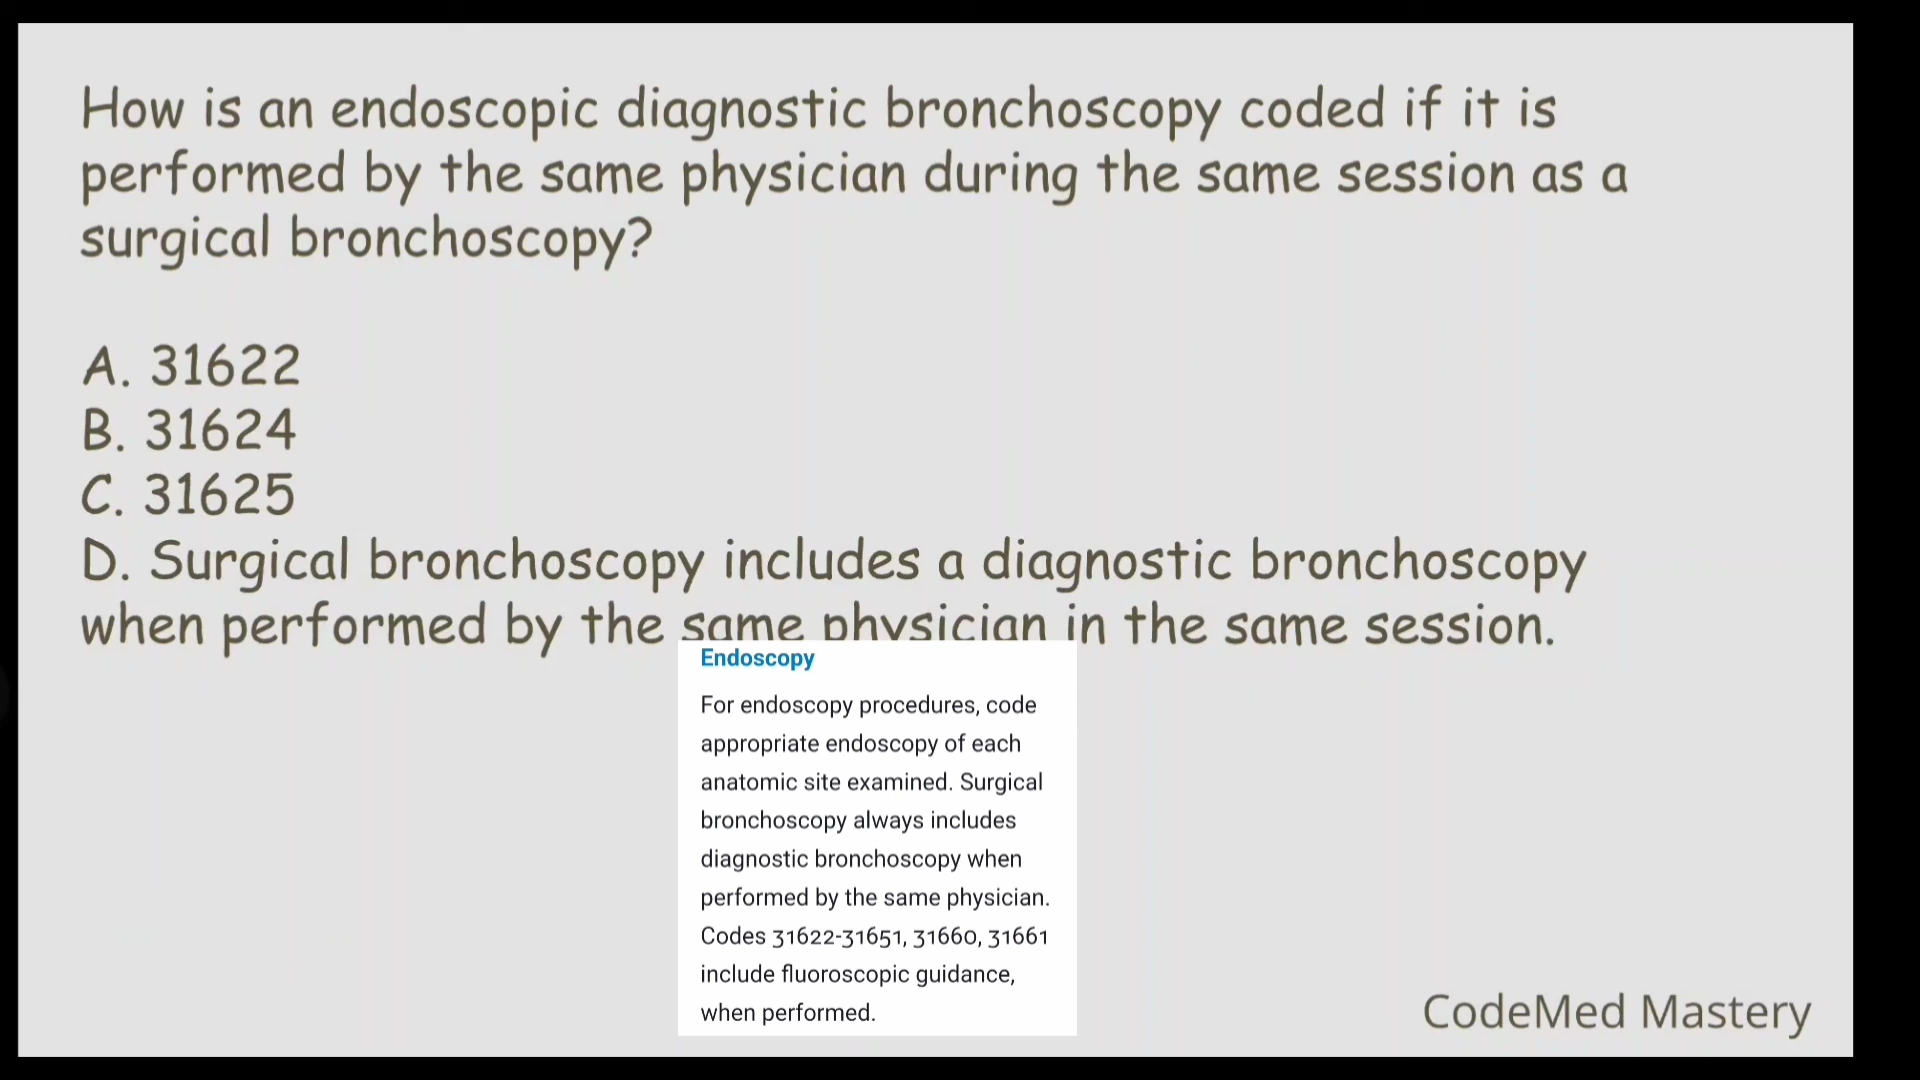 How is an endoscopic diagnostic bronchoscopy coded if it is
performed by the same physician during the same session as a
surgical bronchoscopy?
A. 31622
B. 31624
C. 31625
D. Surgical bronchoscopy includes a diagnostic bronchoscopy
when performed by the same physician in the same session.
Endoscopy
For endoscopy procedures, code
appropriate endoscopy of each
anatomic site examined. Surgical
bronchoscopy always includes
diagnostic bronchoscopy when
performed by the same physician.
Codes 31622-31651, 31660, 31661
include fluoroscopic guidance,
when performed.
CodeMed Mastery